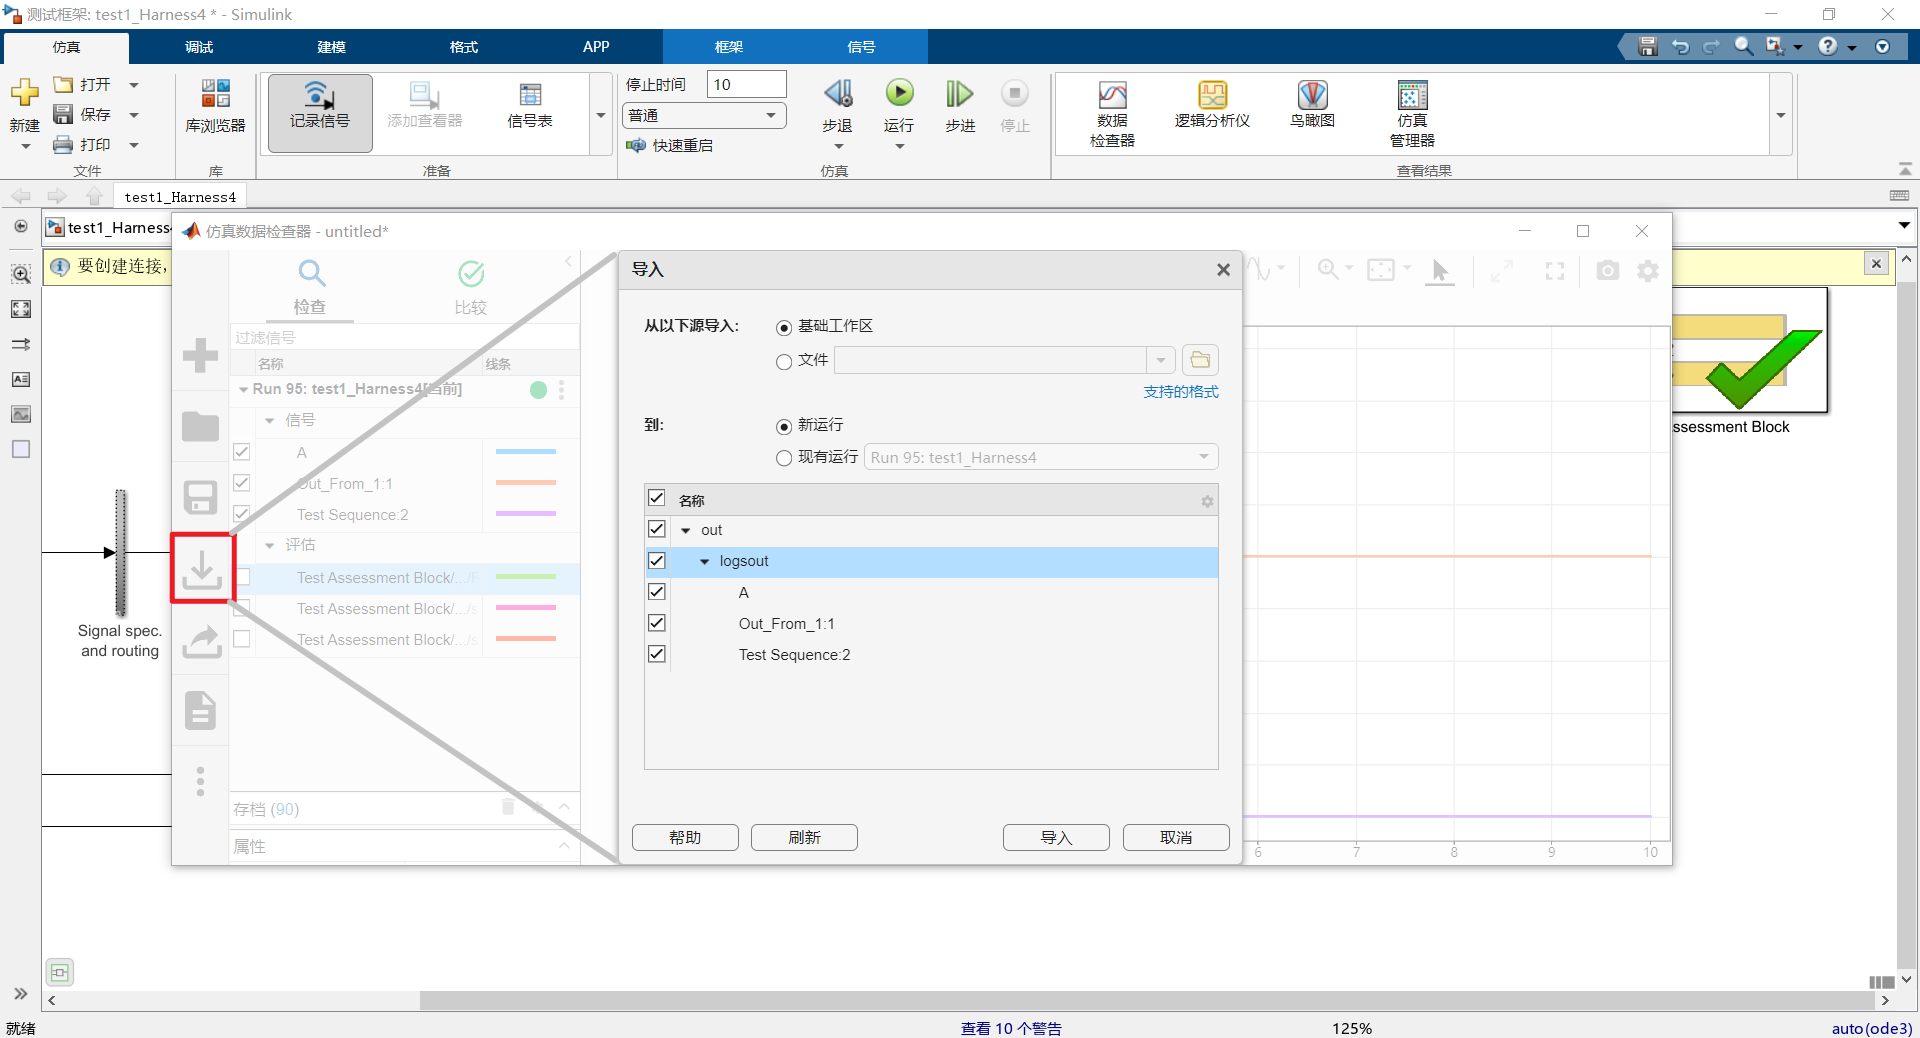 测试框架: test1_Harness4 * - Simulink
仿真
调试
建模
格式
APP
框架
信号
新建
打开
保存
打印
文件
库浏览器
库
记录信号
添加查看器
信号表
准备
停止时间
10
普通
快速重启
步退
运行
步进
停止
仿真
数据
检查器
逻辑分析仪
鸟瞰图
仿真
管理器
查看结果
test1_Harness4
test1_Harness
要创建连接,
仿真数据检查器 - untitled*
检查
比较
过滤信号
名称
线条
Run 95: test1_Harness4[当前]
信号
A
Out_From_1:1
Test Sequence:2
评估
Test Assessment Block/.../
Test Assessment Block/.../s
Test Assessment Block/.../s
存档 (90)
属性
导入
从以下源导入:
基础工作区
文件
支持的格式
到:
新运行
现有运行
Run 95: test1_Harness4
名称
out
logsout
A
Out_From_1:1
Test Sequence:2
帮助
刷新
导入
取消
6
7
8
9
10
ssessment Block
Signal spec.
and routing
就绪
查看 10 个警告
125%
auto(ode3)